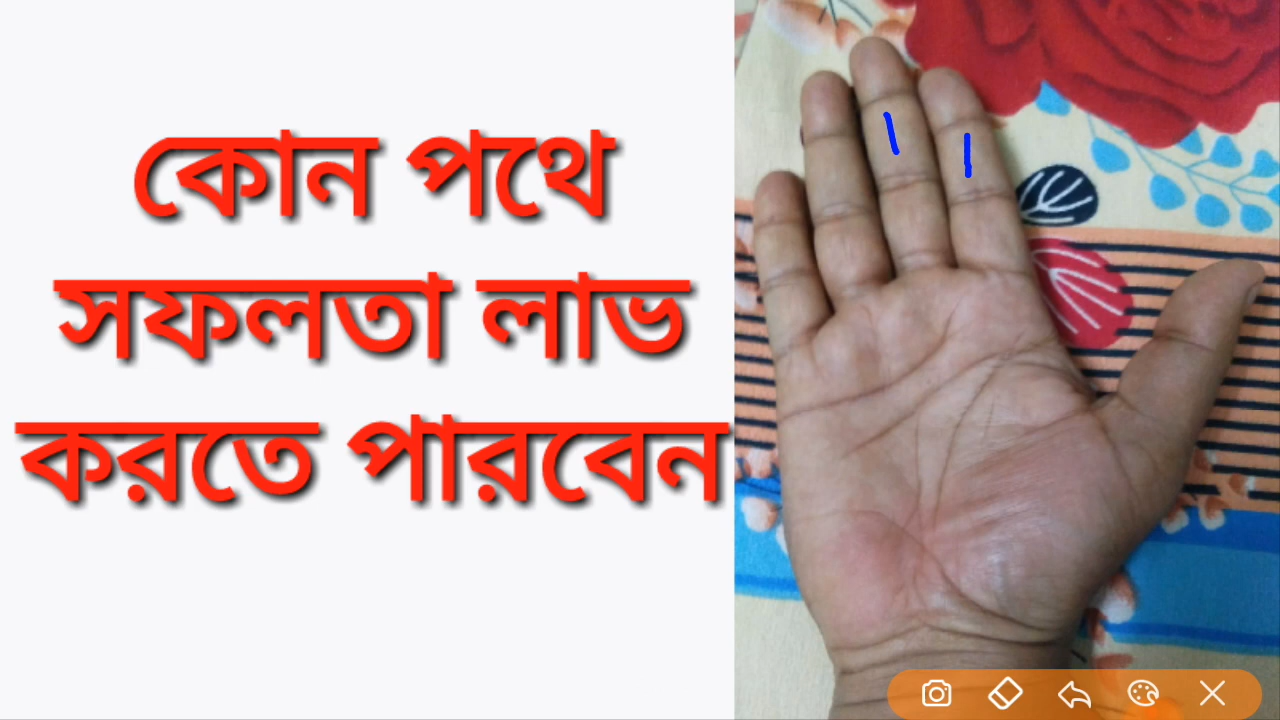 কোন পথে
সফলতা লাভ
করতে পারবেন